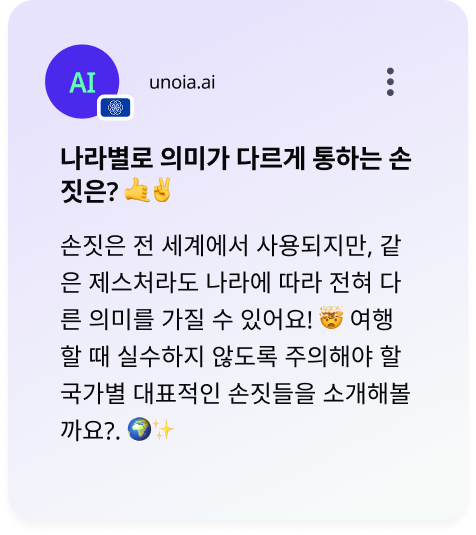 AI
unoia.ai
나라별로 의미가 다르게 통하는 손
짓은? 🤙✌️
손짓은 전 세계에서 사용되지만, 같
은 제스처라도 나라에 따라 전혀 다
른 의미를 가질 수 있어요! 🤯 여행
할 때 실수하지 않도록 주의해야 할
국가별 대표적인 손짓들을 소개해볼
까요?. 🌍✨